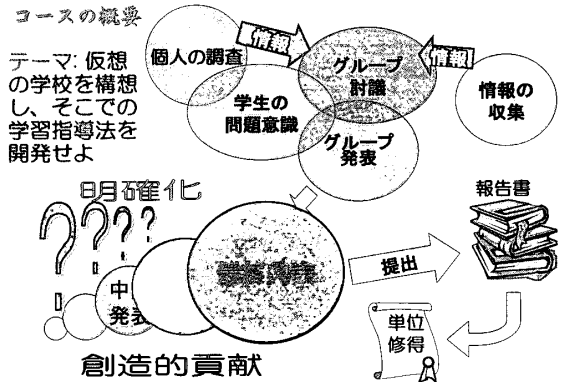 コースの概要
テーマ: 仮想
の学校を構想
し、そこでの
学習指導法を
開発せよ
個人の調査
情報
グループ
討議
情報
情報の
収集
学生の
問題意識
グループ
発表
明確化
? ? ? ?
中間
発表
提出
報告書
単位
修得
創造的貢献